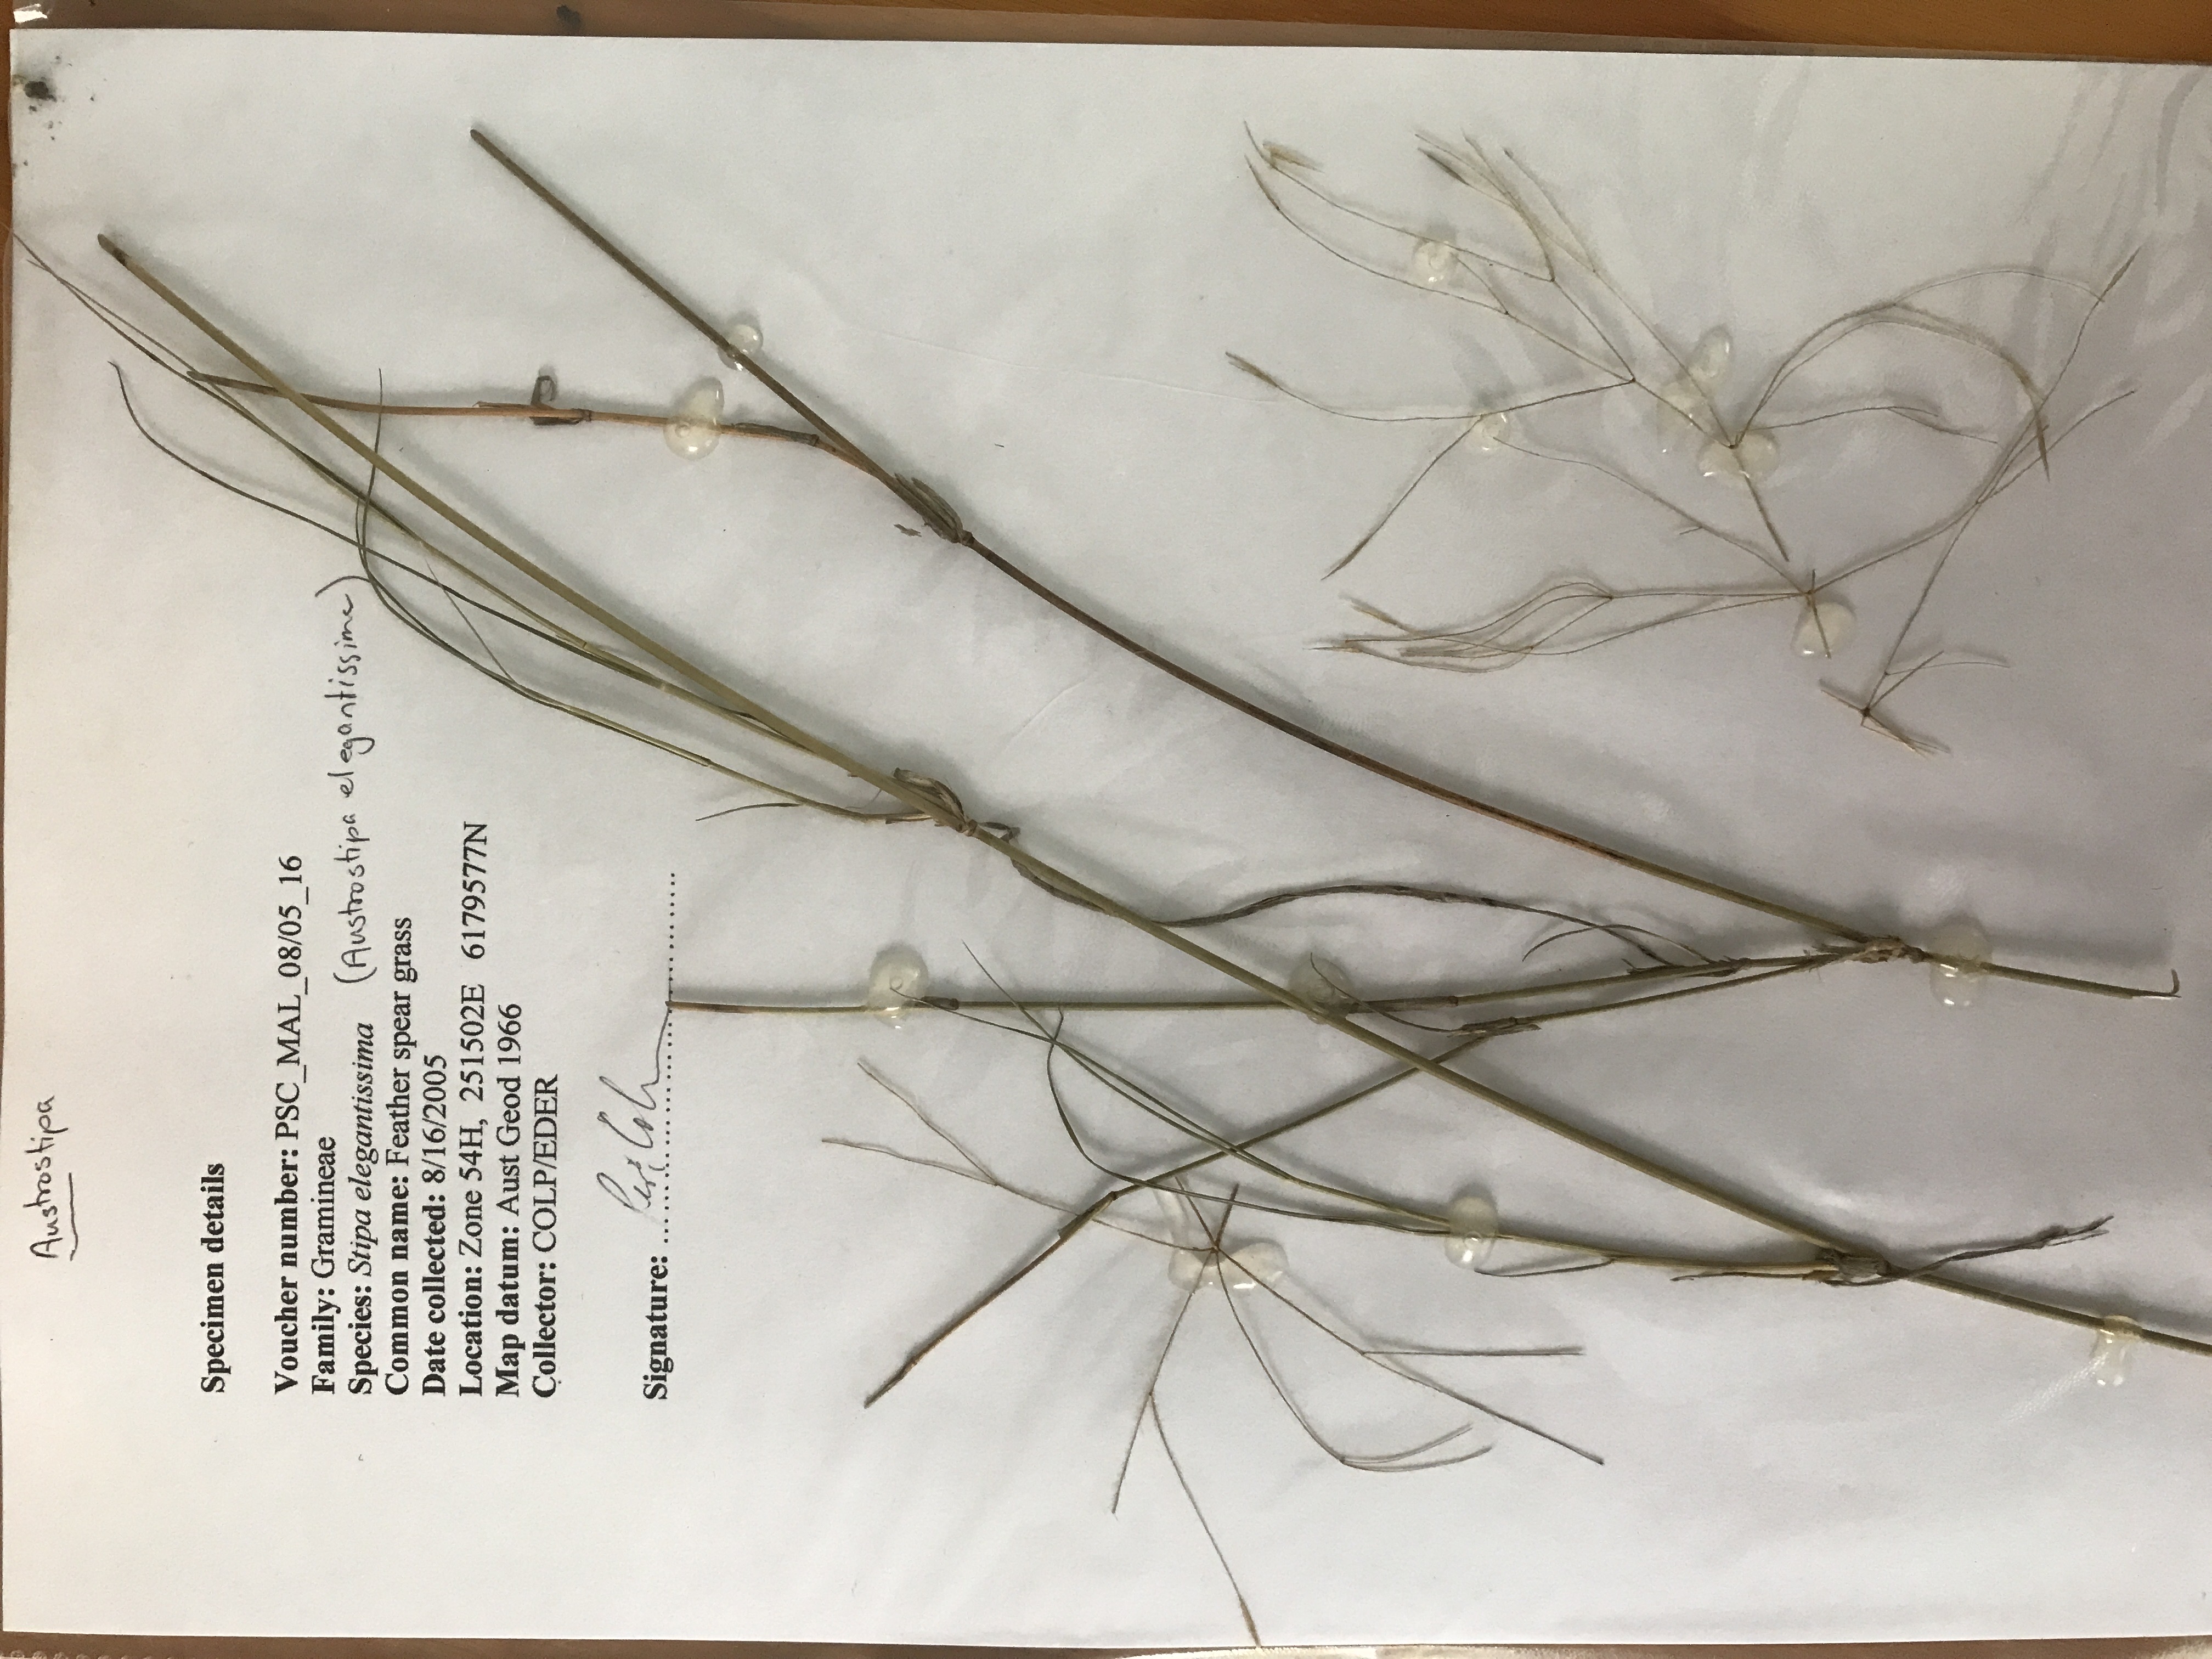 Austrostipa
Specimen details
Voucher number: PSC_MAL_08/05_16
Family: Gramineae
Species: Stipa elegantissima (Austrostipa elegantissima)
Common name: Feather spear grass
Date collected: 8/16/2005
Location: Zone 54H, 251502E 6179577N
Map datum: Aust Geod 1966
Collector: COLP/EDER
Signature: ............................................